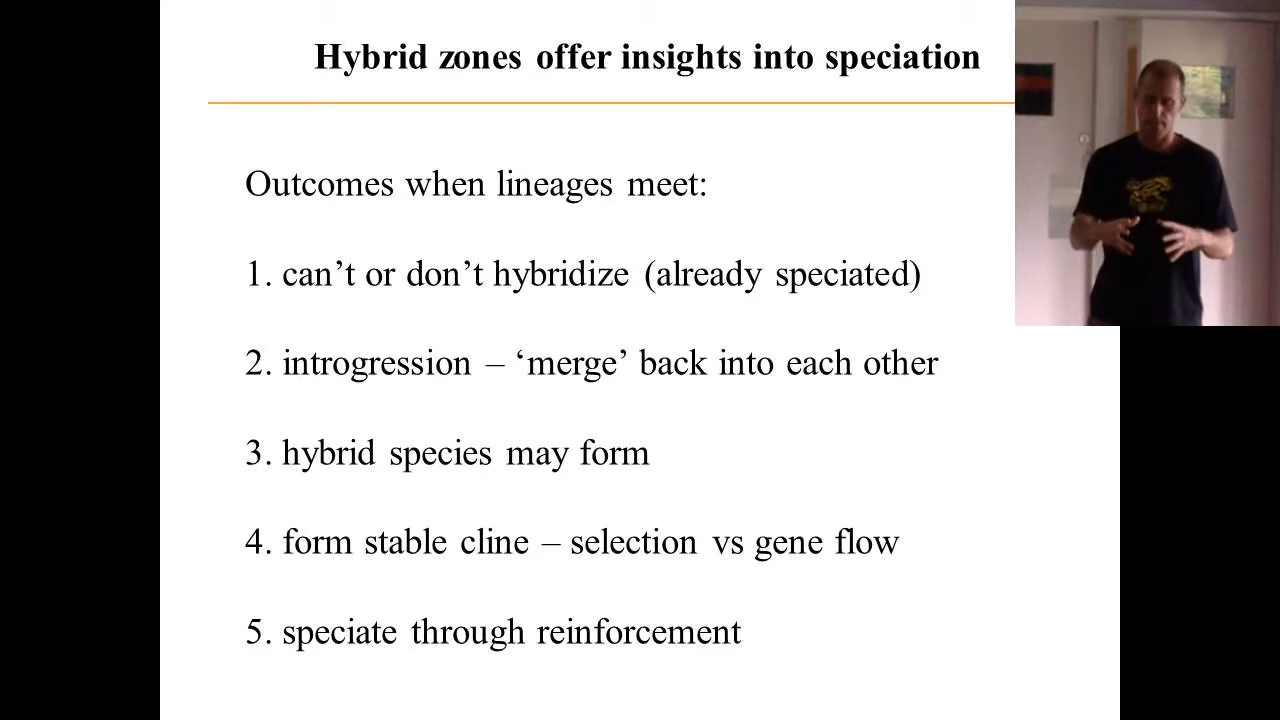 Hybrid zones offer insights into speciation
Outcomes when lineages meet:
1. can’t or don’t hybridize (already speciated)
2. introgression – ‘merge’ back into each other
3. hybrid species may form
4. form stable cline – selection vs gene flow
5. speciate through reinforcement